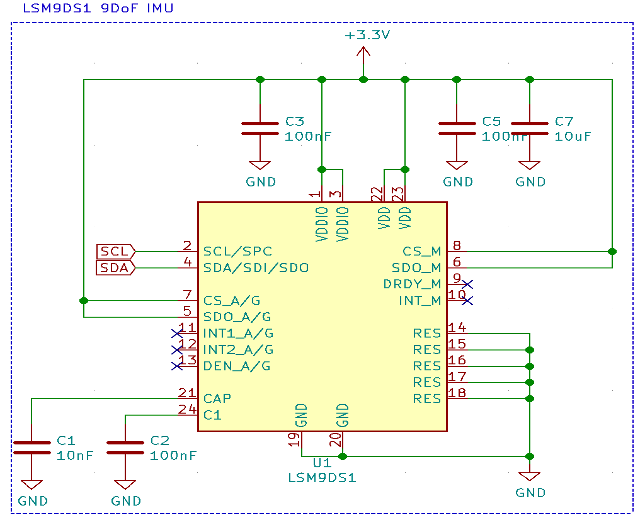 LSM9DS1 9DoF IMU
+3.3V
C3
100nF
C5
100nF
C7
10uF
GND
GND
GND
1
3
22
23
VDDIO
VDDIO
VDD
VDD
SCL
2
SCL/SPC
CS_M
8
SDA
4
SDA/SDI/SDO
SDO_M
6
DRDY_M
9
7
CS_A/G
INT_M
10
5
SDO_A/G
11
INT1_A/G
RES
14
12
INT2_A/G
RES
15
13
DEN_A/G
RES
16
RES
17
21
CAP
RES
18
24
C1
GND
GND
19
20
C1
10nF
C2
100nF
U1
LSM9DS1
GND
GND
GND